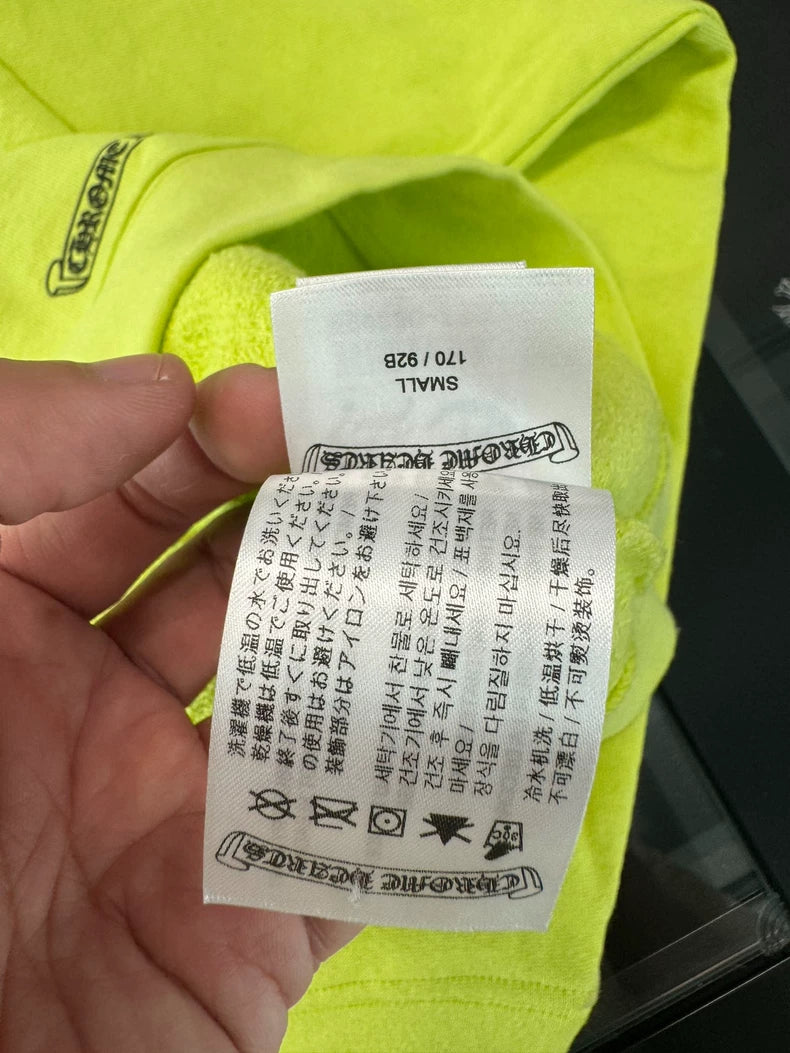 CHROME
SMALL
170 / 92B
CHROME HEARTS
洗濯機で低温の水でお洗いくださ
乾燥機は低温でご使用ください。
終了後すぐに取り出してください。
の使用はお避けください。/
装飾部分はアイロンをお避け下さい
세탁기에서 찬물로 세탁하세요 /
건조기에서 낮은 온도로 건조시키세요
건조 후 즉시 빼내세요 / 표백제를 사용
마세요 /
장식을 다림질하지 마십시요.
冷水机洗 / 低温烘干 / 干燥后尽快取出
不可漂白 / 不可熨烫装饰。
CHROME HEARTS